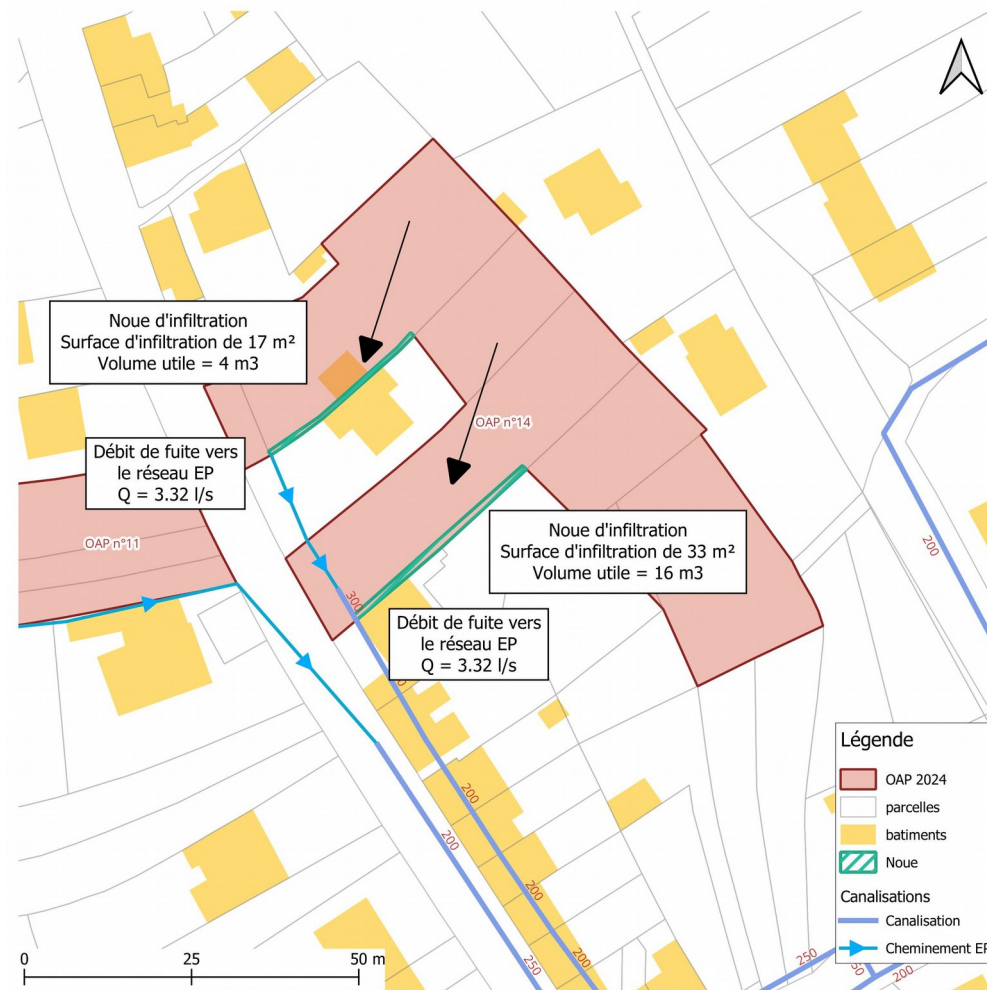 Noue d'infiltration
Surface d'infiltration de 17 m²
Volume utile = 4 m3
OAP n°14
Débit de fuite vers
le réseau EP
Q = 3.32 l/s
OAP n°11
Noue d'infiltration
Surface d'infiltration de 33 m²
Volume utile = 16 m3
200
300
Débit de fuite vers
le réseau EP
Q = 3.32 l/s
Légende
OAP 2024
parcelles
batiments
Noue
Canalisations
Canalisation
Cheminement EP
200
200
200
200
250
250
200
0 25 50 m